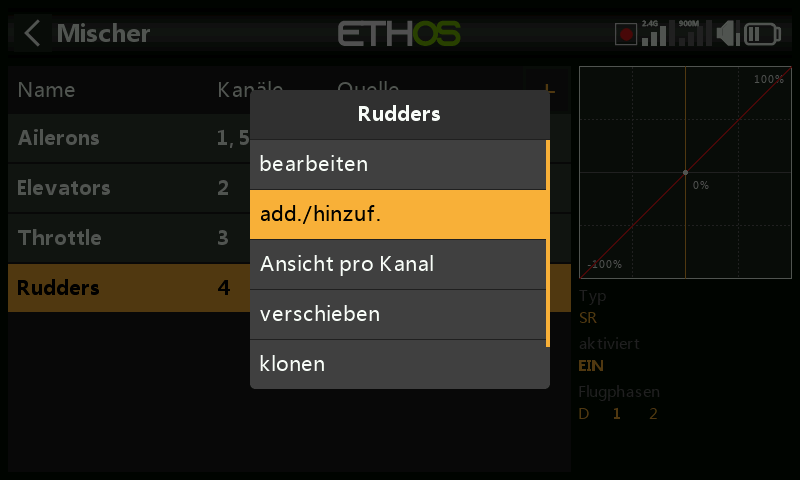 Mischer
ETHOS
2.4G 900M
Name Kanäle Quelle +
Ailerons 1, 5
Elevators 2
Throttle 3
Rudders 4
Rudders
bearbeiten
add./hinzuf.
Ansicht pro Kanal
verschieben
klonen
100%
0%
-100%
Typ
SR
aktiviert
EIN
Flugphasen
D 1 2